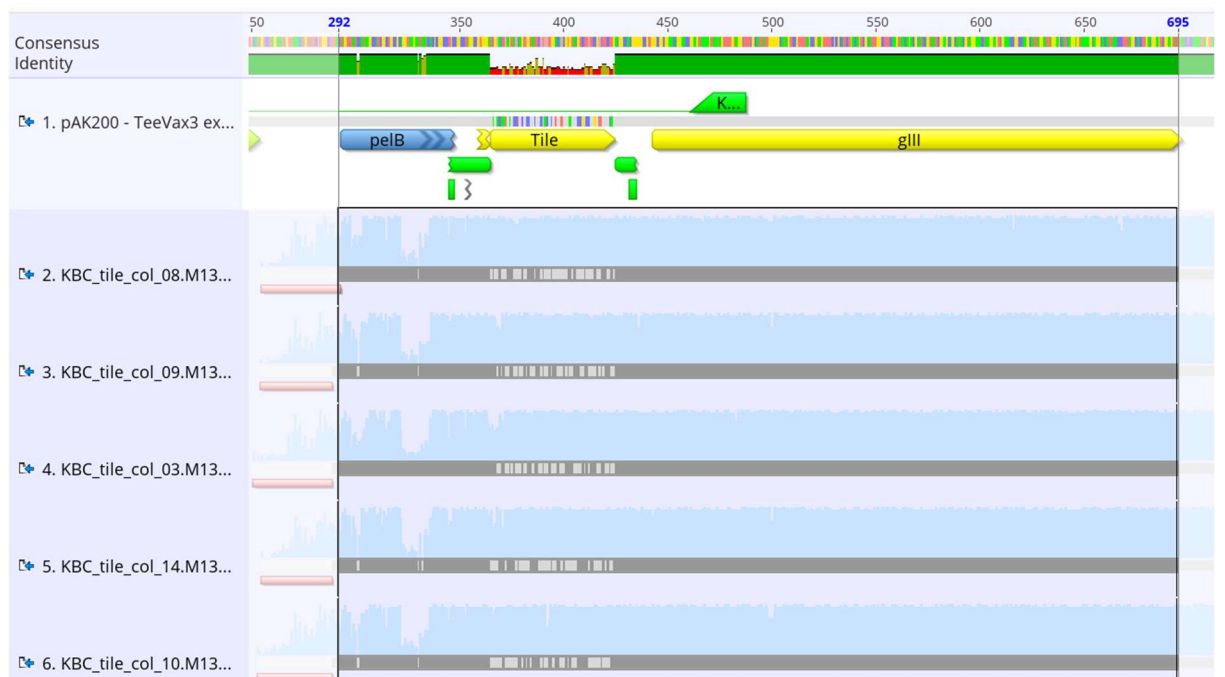 50 292 350 400 450 500 550 600 650 695
Consensus
Identity
K...
1. pAK200 - TeeVax3 ex...
pelB Tile gIII
2. KBC_tile_col_08.M13...
3. KBC_tile_col_09.M13...
4. KBC_tile_col_03.M13...
5. KBC_tile_col_14.M13...
6. KBC_tile_col_10.M13...